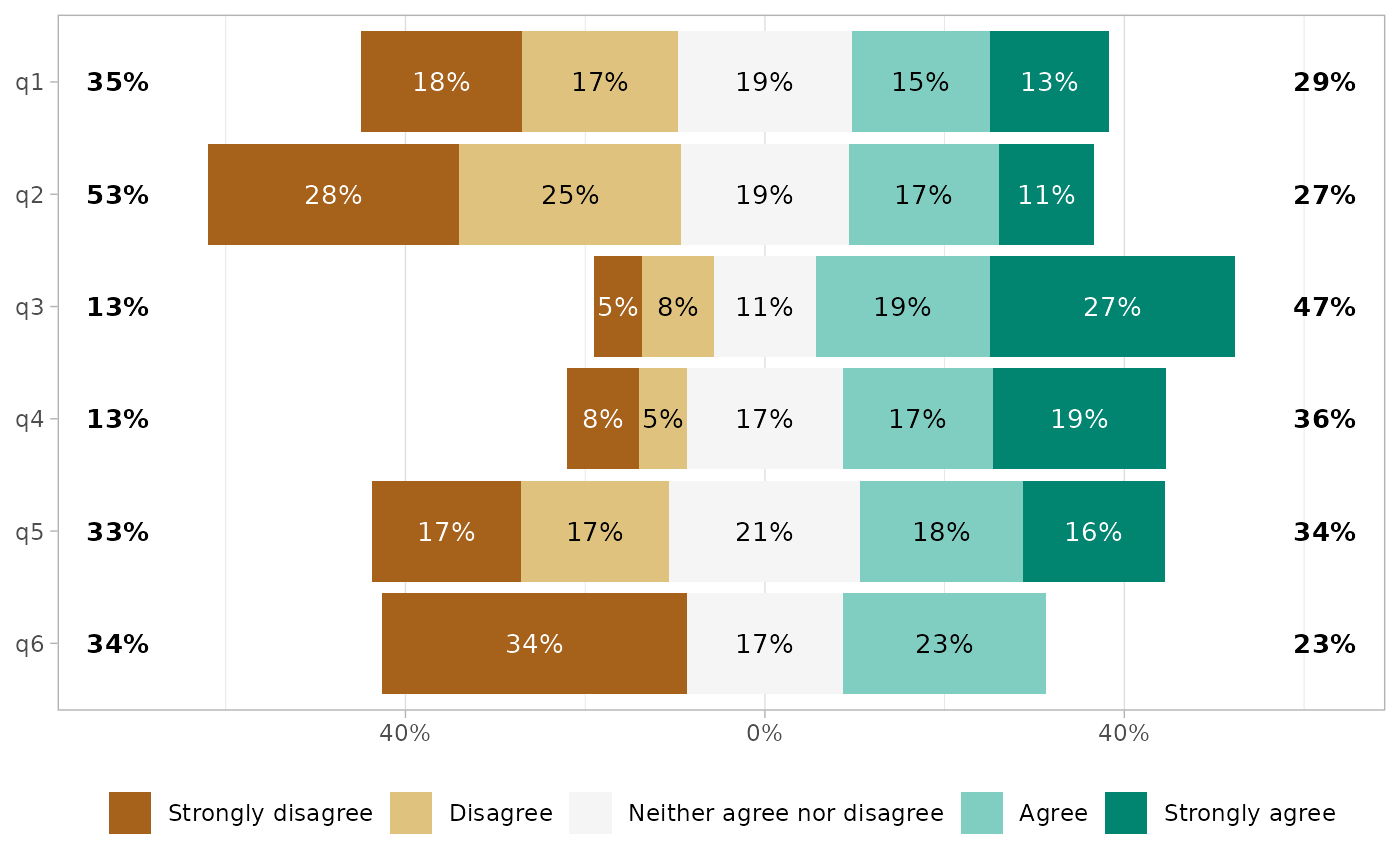 q1 35% 18% 17% 19% 15% 13% 29%
q2 53% 28% 25% 19% 17% 11% 27%
q3 13% 5% 8% 11% 19% 27% 47%
q4 13% 8% 5% 17% 17% 19% 36%
q5 33% 17% 17% 21% 18% 16% 34%
q6 34% 34% 17% 23% 23%
40% 0% 40%
Strongly disagree Disagree Neither agree nor disagree Agree Strongly agree